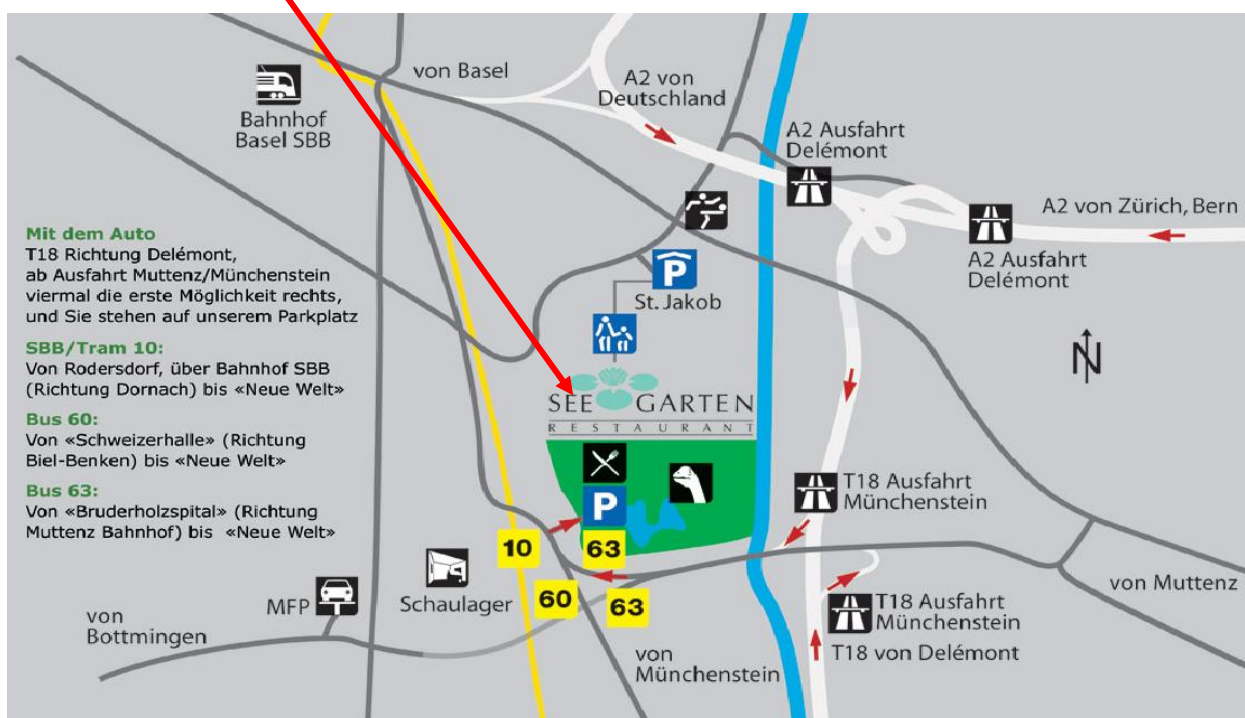 von Basel
A2 von
Deutschland
Bahnhof
Basel SBB
A2 Ausfahrt
Delémont
A2 von Zürich, Bern
A2 Ausfahrt
Delémont
Mit dem Auto
T18 Richtung Delémont,
ab Ausfahrt Muttenz/Münchenstein
viermal die erste Möglichkeit rechts,
und Sie stehen auf unserem Parkplatz
SBB/Tram 10:
Von Rodersdorf, über Bahnhof SBB
(Richtung Dornach) bis «Neue Welt»
Bus 60:
Von «Schweizerhalle» (Richtung
Biel-Benken) bis «Neue Welt»
Bus 63:
Von «Bruderholzspital» (Richtung
Muttenz Bahnhof) bis «Neue Welt»
P
St. Jakob
N
SEE GARTEN
RESTAURANT
P
T18 Ausfahrt
Münchenstein
10
63
Schaulager
60
63
MFP
von
Bottmingen
von
Münchenstein
von Muttenz
T18 Ausfahrt
Münchenstein
T18 von Delémont